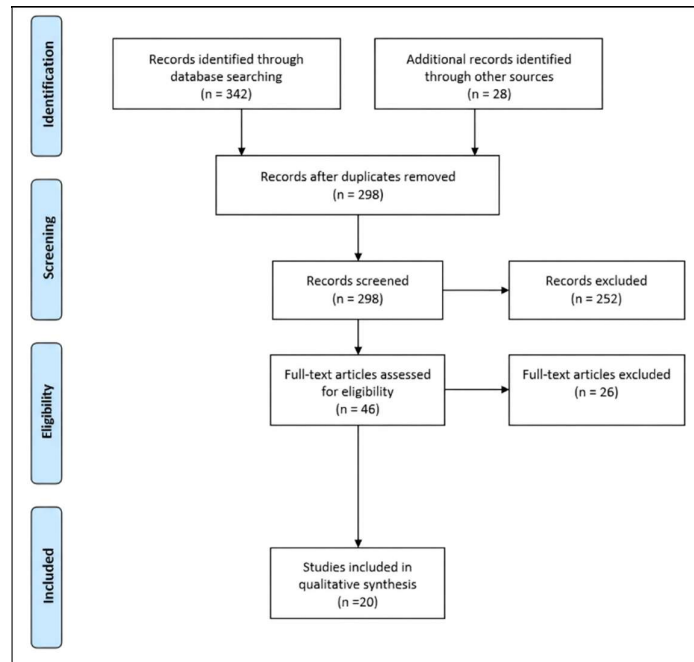 Identification
Records identified through
database searching
(n = 342)
Additional records identified
through other sources
(n = 28)
Records after duplicates removed
(n = 298)
Screening
Records screened
(n = 298)
Records excluded
(n = 252)
Eligibility
Full-text articles assessed
for eligibility
(n = 46)
Full-text articles excluded
(n = 26)
Included
Studies included in
qualitative synthesis
(n =20)